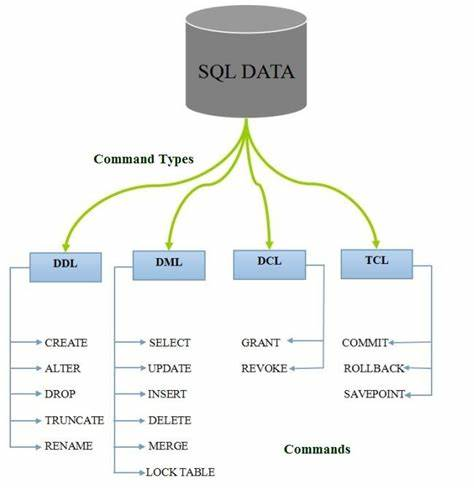 SQL DATA
Command Types
DDL
DML
DCL
TCL
CREATE
ALTER
DROP
TRUNCATE
RENAME
SELECT
UPDATE
INSERT
DELETE
MERGE
LOCK TABLE
GRANT
REVOKE
COMMIT
ROLLBACK
SAVEPOINT
Commands